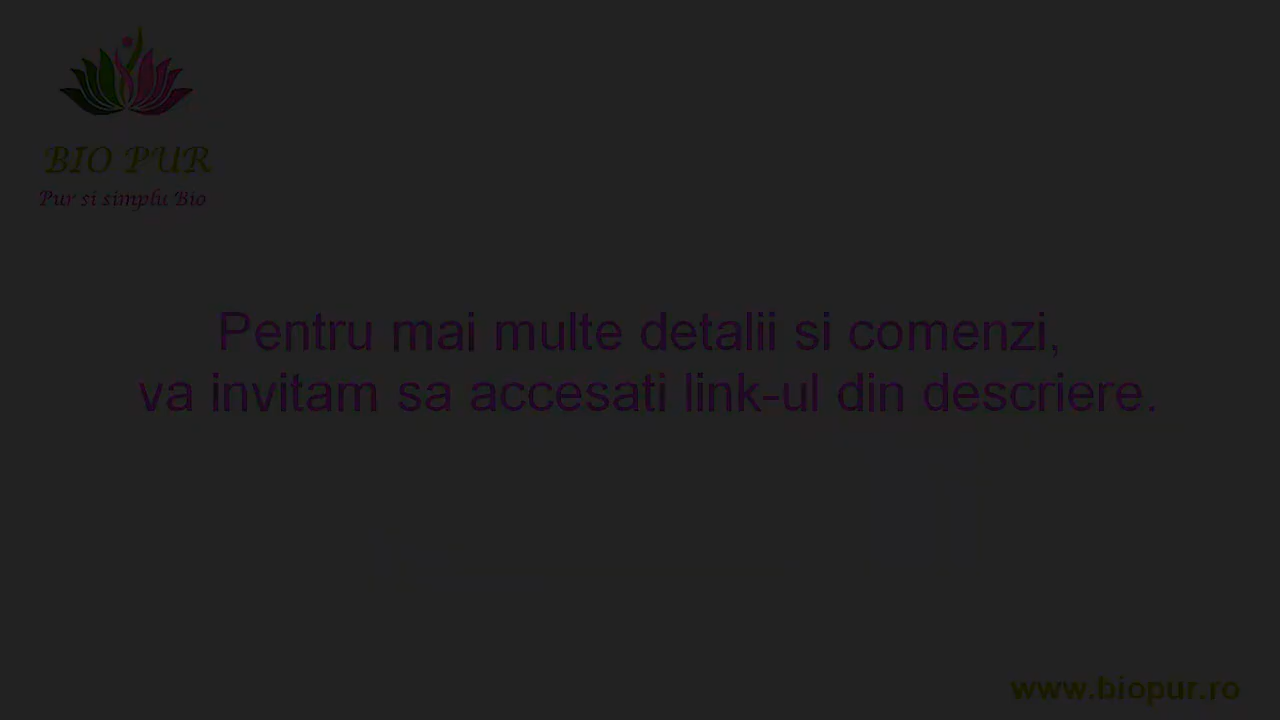 BIO PUR
Pur si simplu Bio
Pentru mai multe detalii si comenzi,
va invitam sa accesati link-ul din descriere.
www.biopur.ro